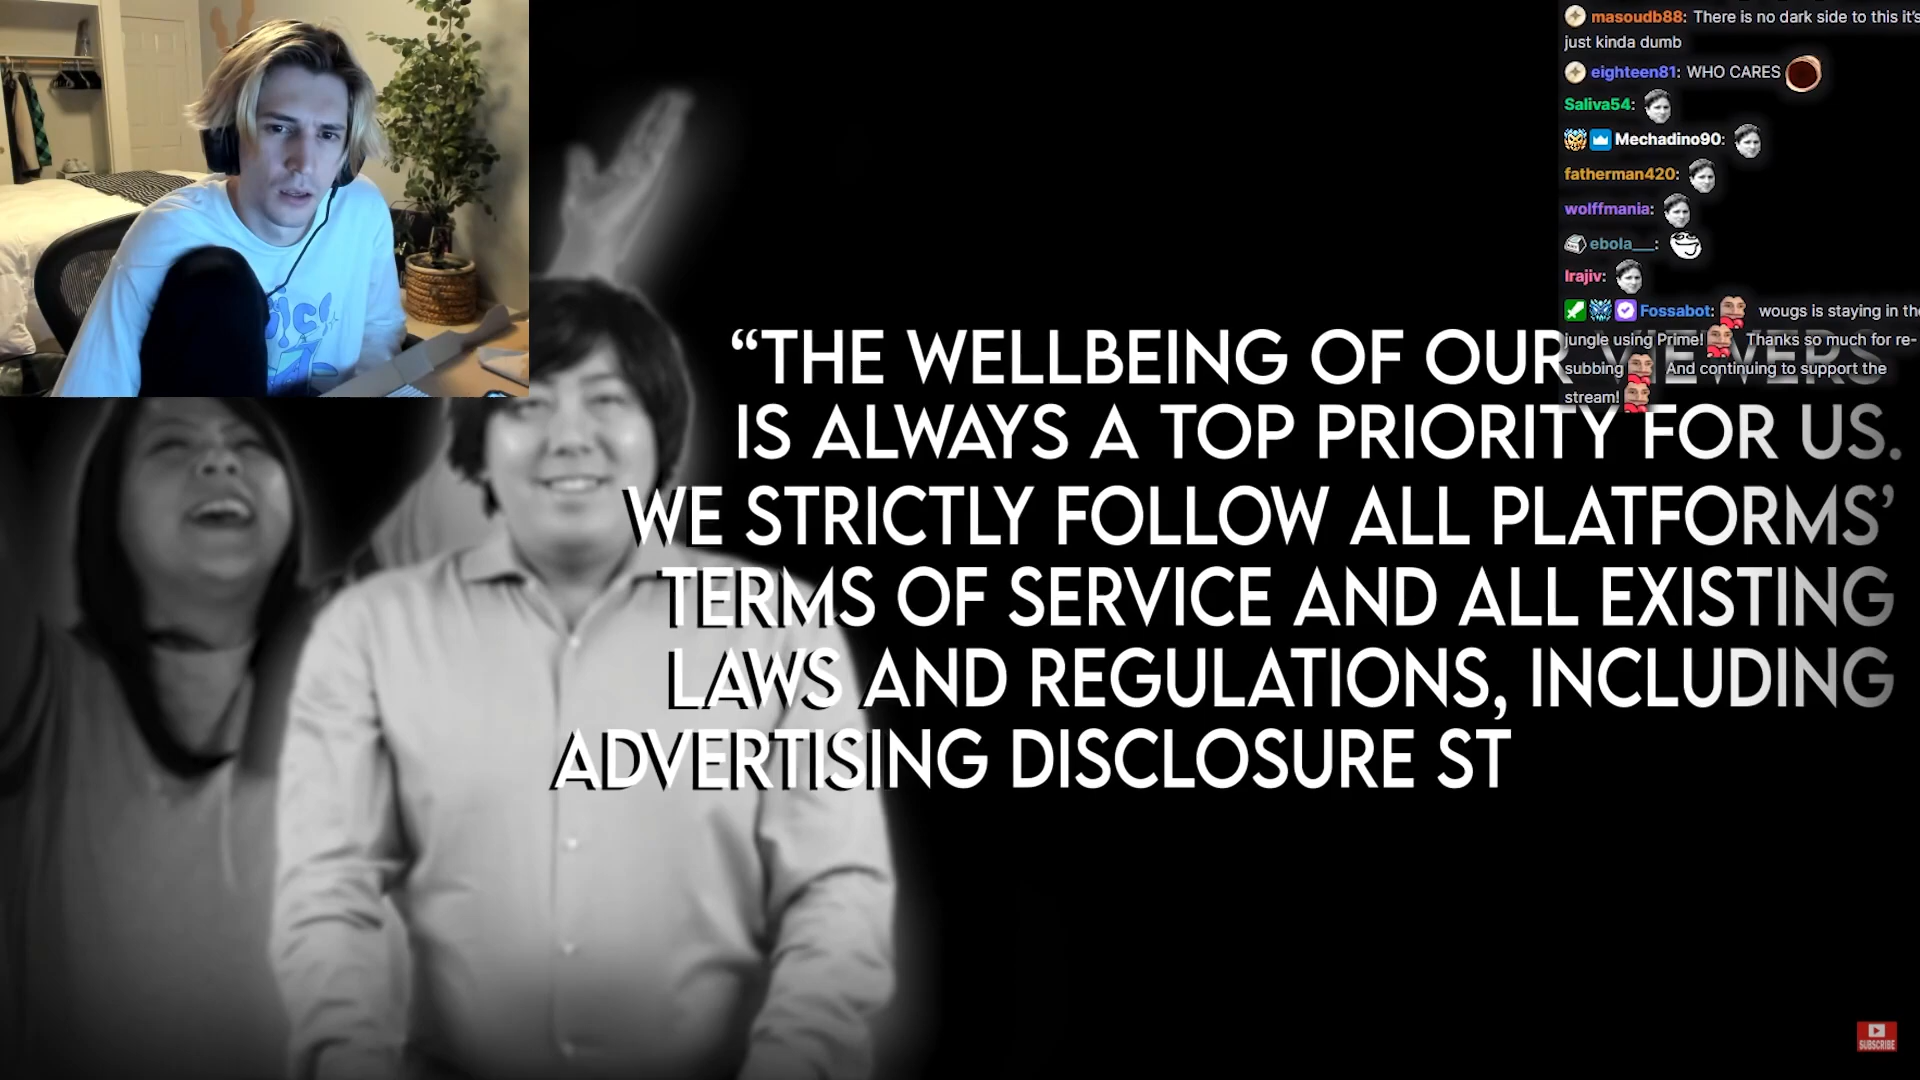 masoudb88: There is no dark side to this it's
just kinda dumb
eighteen81: WHO CARES
Saliva54:
Mechadino90:
fatherman420:
wolffmania:
ebola___:
Irajiv:
Fossabot: wougs is staying in the
jungle using Prime! Thanks so much for re-
subbing And continuing to support the
stream!
“THE WELLBEING OF OUR VIEWERS
IS ALWAYS A TOP PRIORITY FOR US.
WE STRICTLY FOLLOW ALL PLATFORMS’
TERMS OF SERVICE AND ALL EXISTING
LAWS AND REGULATIONS, INCLUDING
ADVERTISING DISCLOSURE ST
SUBSCRIBE